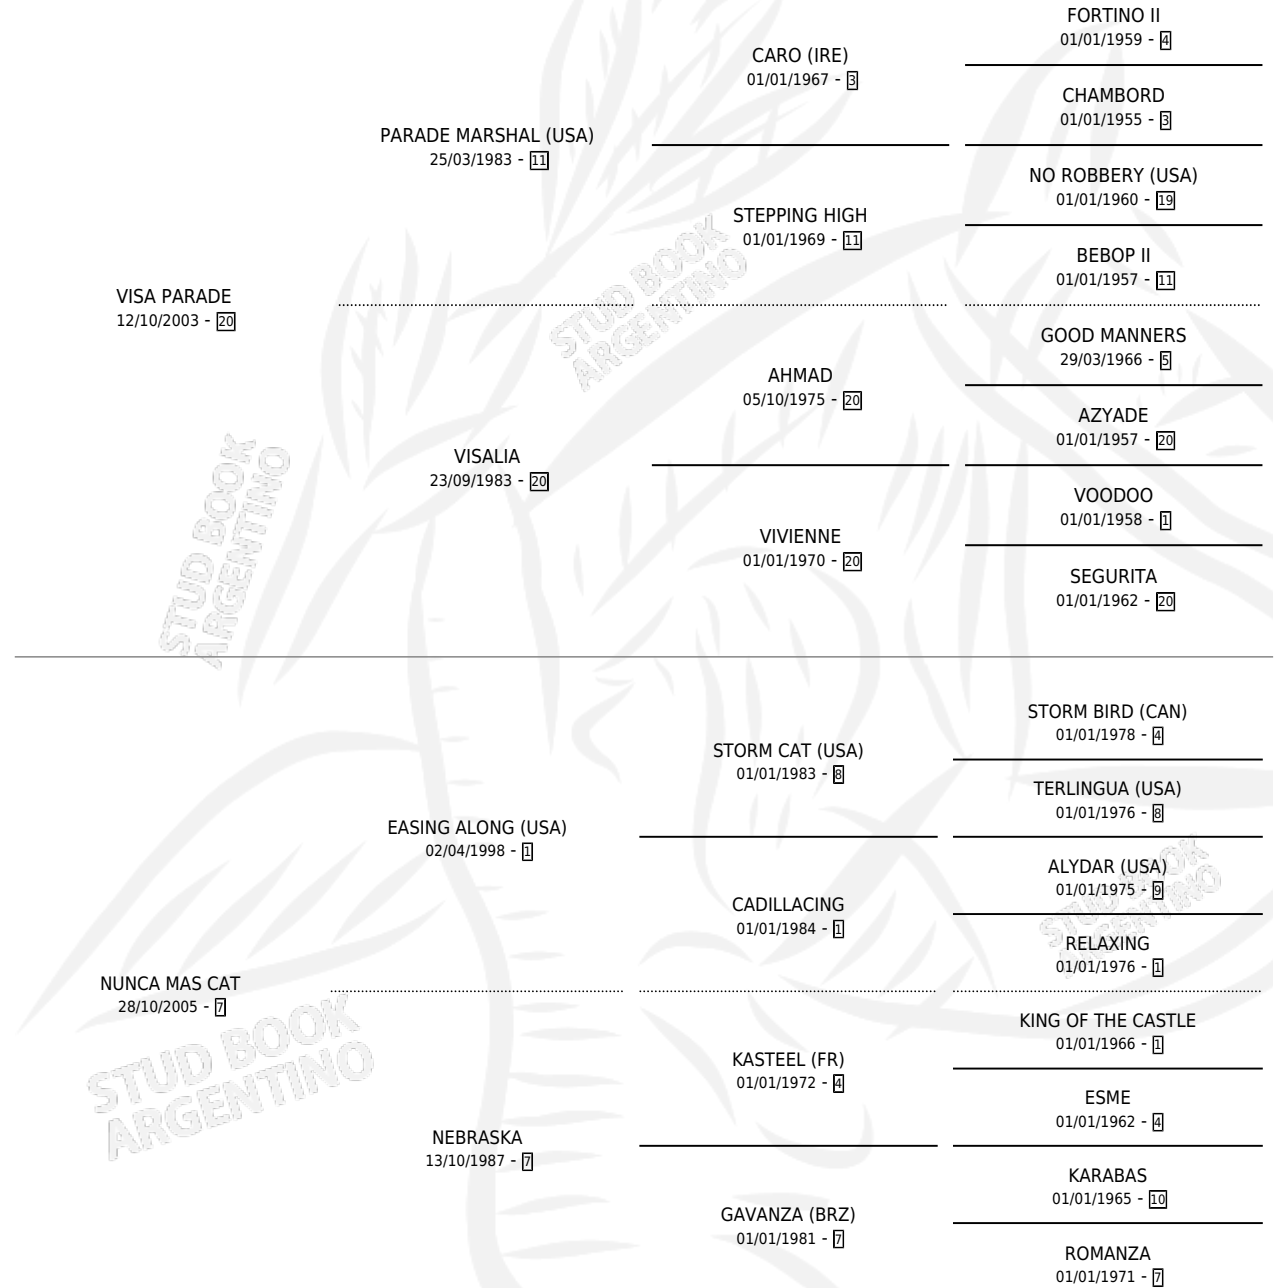 FORTINO II
01/01/1959 - 4
CARO (IRE)
01/01/1967 - 3
CHAMBORD
01/01/1955 - 3
PARADE MARSHAL (USA)
25/03/1983 - 11
NO ROBBERY (USA)
01/01/1960 - 19
STEPPING HIGH
01/01/1969 - 11
BEBOP II
01/01/1957 - 11
VISA PARADE
12/10/2003 - 20
STUD BOOK
ARGENTINO
GOOD MANNERS
29/03/1966 - 5
AHMAD
05/10/1975 - 20
AZYADE
01/01/1957 - 20
VISALIA
23/09/1983 - 20
VOODOO
01/01/1958 - 1
VIVIENNE
01/01/1970 - 20
SEGURITA
01/01/1962 - 20
STUD BOOK
ARGENTINO
STORM BIRD (CAN)
01/01/1978 - 4
STORM CAT (USA)
01/01/1983 - 8
TERLINGUA (USA)
01/01/1976 - 8
EASING ALONG (USA)
02/04/1998 - 1
ALYDAR (USA)
01/01/1975 - 9
CADILLACING
01/01/1984 - 1
STUD BOOK
ARGENTINO
RELAXING
01/01/1976 - 1
NUNCA MAS CAT
28/10/2005 - 7
STUD BOOK
ARGENTINO
KING OF THE CASTLE
01/01/1966 - 1
KASTEEL (FR)
01/01/1972 - 4
ESME
01/01/1962 - 4
NEBRASKA
13/10/1987 - 7
KARABAS
01/01/1965 - 10
GAVANZA (BRZ)
01/01/1981 - 7
ROMANZA
01/01/1971 - 7